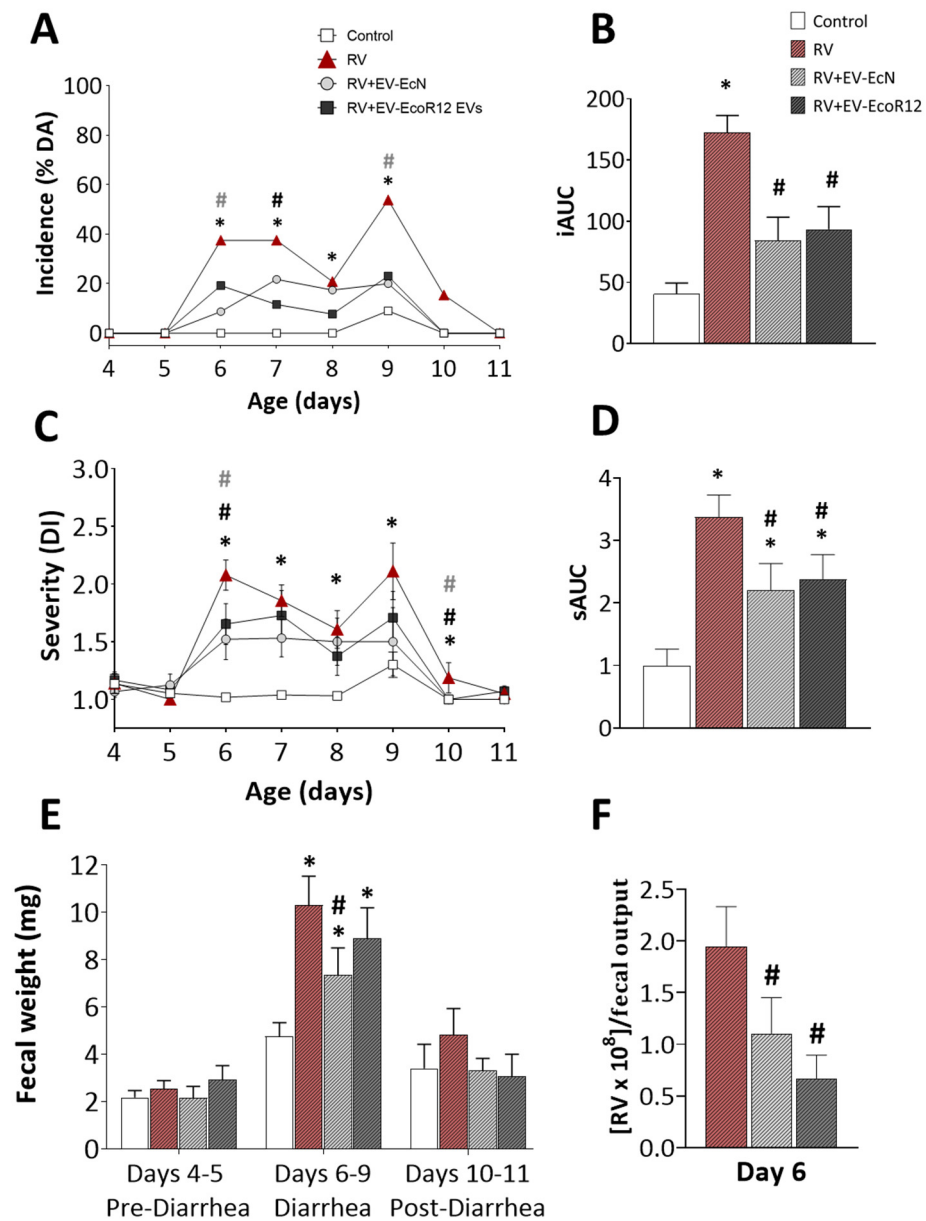 A
Control
RV
RV+EV-EcN
RV+EV-EcoR12 EVs
Incidence (% DA)
100
80
60
40
20
0
# # #
* * * *
4 5 6 7 8 9 10 11
Age (days)
B
Control
RV
RV+EV-EcN
RV+EV-EcoR12
iAUC
200
150
100
50
0
* # #
C
Severity (DI)
3.0
2.5
2.0
1.5
1.0
#
#
* * * *
#
#
*
4 5 6 7 8 9 10 11
Age (days)
D
sAUC
4
3
2
1
0
* # #
* *
E
Fecal weight (mg)
12
10
8
6
4
2
0
* # *
*
Days 4-5 Days 6-9 Days 10-11
Pre-Diarrhea Diarrhea Post-Diarrhea
F
[RV x 10⁸]/fecal output
2.5
2.0
1.5
1.0
0.5
0.0
# #
Day 6